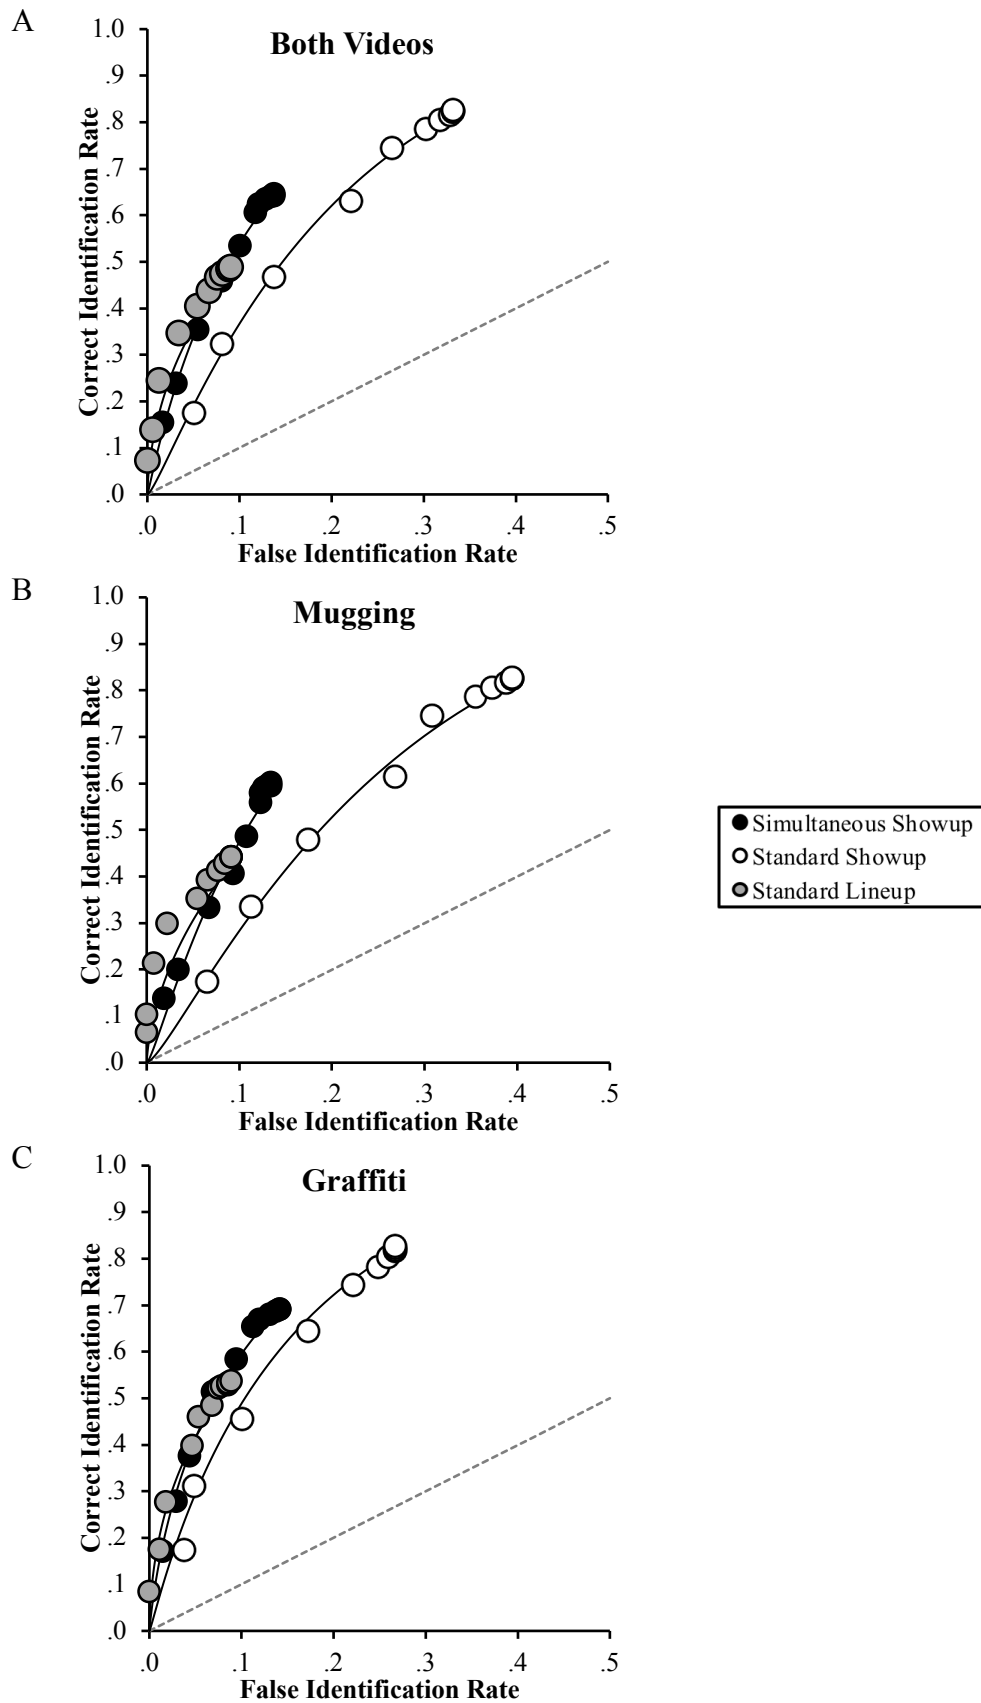 A
Both Videos
Correct Identification Rate
1.0
.9
.8
.7
.6
.5
.4
.3
.2
.1
.0
.0 .1 .2 .3 .4 .5
False Identification Rate
B
Mugging
Correct Identification Rate
1.0
.9
.8
.7
.6
.5
.4
.3
.2
.1
.0
.0 .1 .2 .3 .4 .5
False Identification Rate
Simultaneous Showup
Standard Showup
Standard Lineup
C
Graffiti
Correct Identification Rate
1.0
.9
.8
.7
.6
.5
.4
.3
.2
.1
.0
.0 .1 .2 .3 .4 .5
False Identification Rate